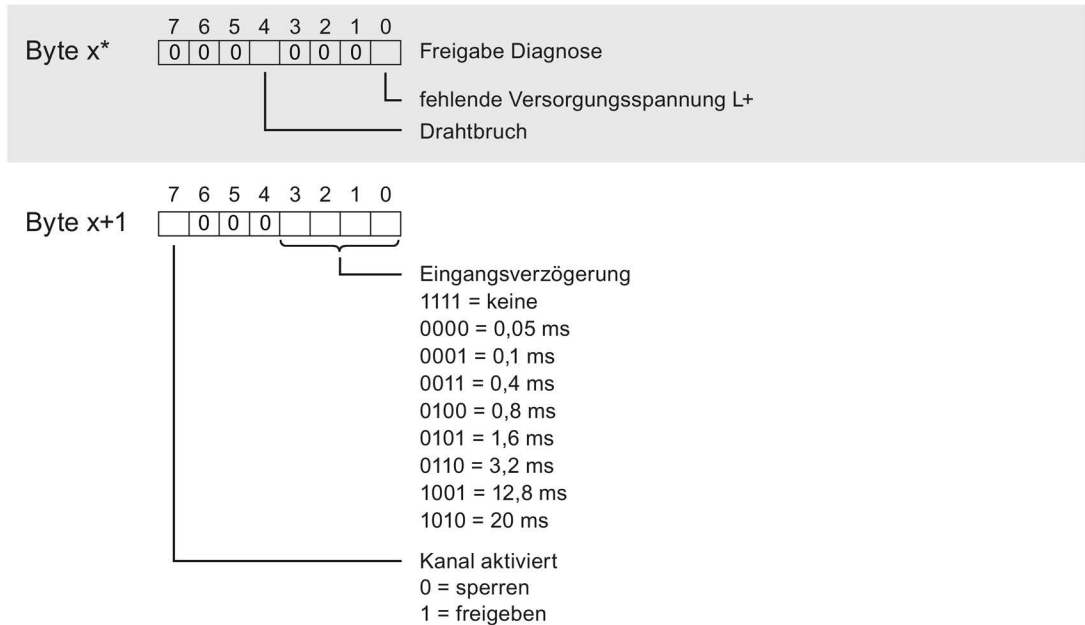 7 6 5 4 3 2 1 0
Byte x* 0 0 0 0 0 0 Freigabe Diagnose
fehlende Versorgungsspannung L+
Drahtbruch
7 6 5 4 3 2 1 0
Byte x+1 0 0 0
Eingangsverzögerung
1111 = keine
0000 = 0,05 ms
0001 = 0,1 ms
0011 = 0,4 ms
0100 = 0,8 ms
0101 = 1,6 ms
0110 = 3,2 ms
1001 = 12,8 ms
1010 = 20 ms
Kanal aktiviert
0 = sperren
1 = freigeben